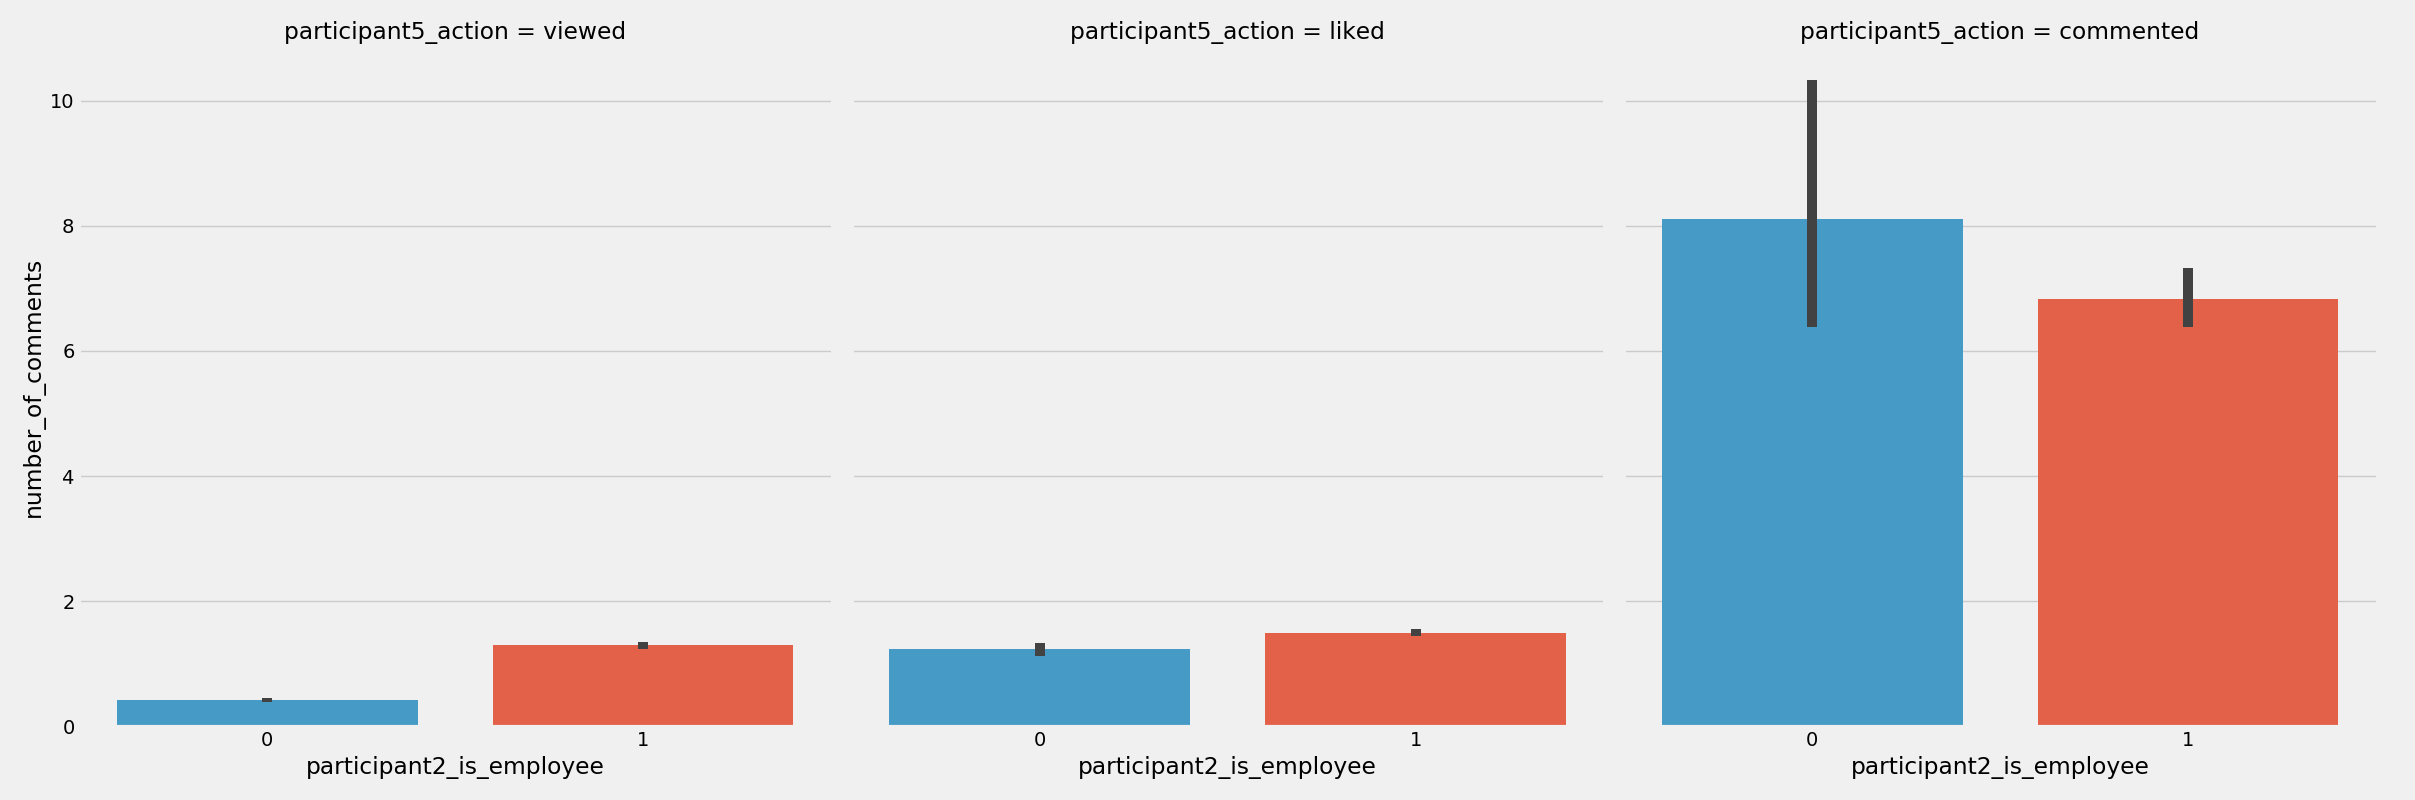 participant5_action = viewed
participant5_action = liked
participant5_action = commented
number_of_comments
10
8
6
4
2
0
0
1
0
1
0
1
participant2_is_employee
participant2_is_employee
participant2_is_employee